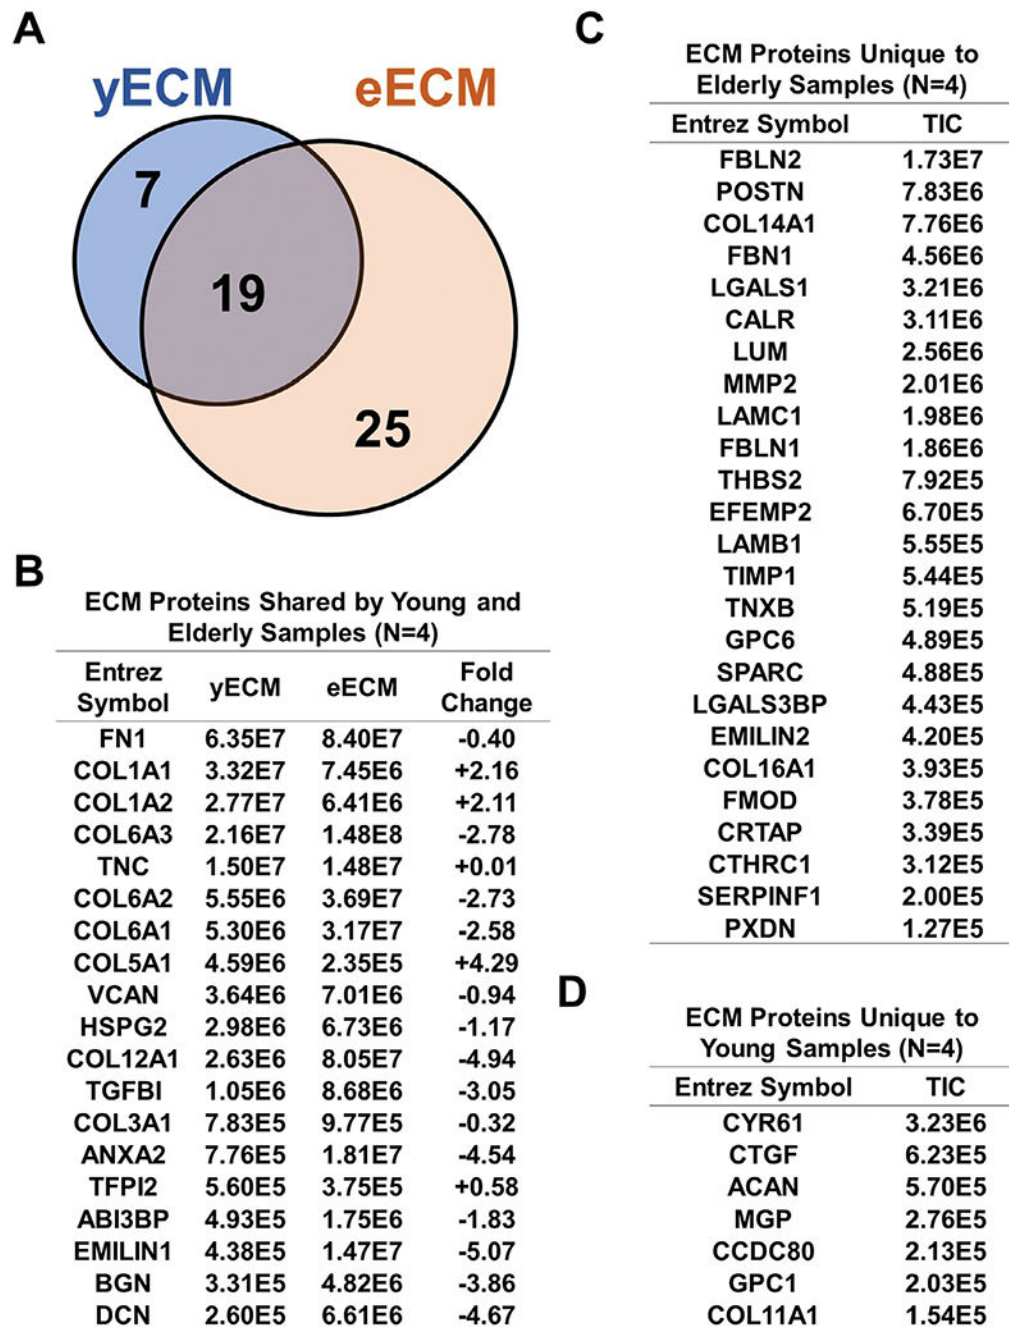 A
yECM
eECM
7
19
25
B
ECM Proteins Shared by Young and
Elderly Samples (N=4)
Entrez Symbol yECM eECM Fold Change
FN1 6.35E7 8.40E7 -0.40
COL1A1 3.32E7 7.45E6 +2.16
COL1A2 2.77E7 6.41E6 +2.11
COL6A3 2.16E7 1.48E8 -2.78
TNC 1.50E7 1.48E7 +0.01
COL6A2 5.55E6 3.69E7 -2.73
COL6A1 5.30E6 3.17E7 -2.58
COL5A1 4.59E6 2.35E5 +4.29
VCAN 3.64E6 7.01E6 -0.94
HSPG2 2.98E6 6.73E6 -1.17
COL12A1 2.63E6 8.05E7 -4.94
TGFBI 1.05E6 8.68E6 -3.05
COL3A1 7.83E5 9.77E5 -0.32
ANXA2 7.76E5 1.81E7 -4.54
TFPI2 5.60E5 3.75E5 +0.58
ABI3BP 4.93E5 1.75E6 -1.83
EMILIN1 4.38E5 1.47E7 -5.07
BGN 3.31E5 4.82E6 -3.86
DCN 2.60E5 6.61E6 -4.67
C
ECM Proteins Unique to
Elderly Samples (N=4)
Entrez Symbol TIC
FBLN2 1.73E7
POSTN 7.83E6
COL14A1 7.76E6
FBN1 4.56E6
LGALS1 3.21E6
CALR 3.11E6
LUM 2.56E6
MMP2 2.01E6
LAMC1 1.98E6
FBLN1 1.86E6
THBS2 7.92E5
EFEMP2 6.70E5
LAMB1 5.55E5
TIMP1 5.44E5
TNXB 5.19E5
GPC6 4.89E5
SPARC 4.88E5
LGALS3BP 4.43E5
EMILIN2 4.20E5
COL16A1 3.93E5
FMOD 3.78E5
CRTAP 3.39E5
CTHRC1 3.12E5
SERPINF1 2.00E5
PXDN 1.27E5
D
ECM Proteins Unique to
Young Samples (N=4)
Entrez Symbol TIC
CYR61 3.23E6
CTGF 6.23E5
ACAN 5.70E5
MGP 2.76E5
CCDC80 2.13E5
GPC1 2.03E5
COL11A1 1.54E5